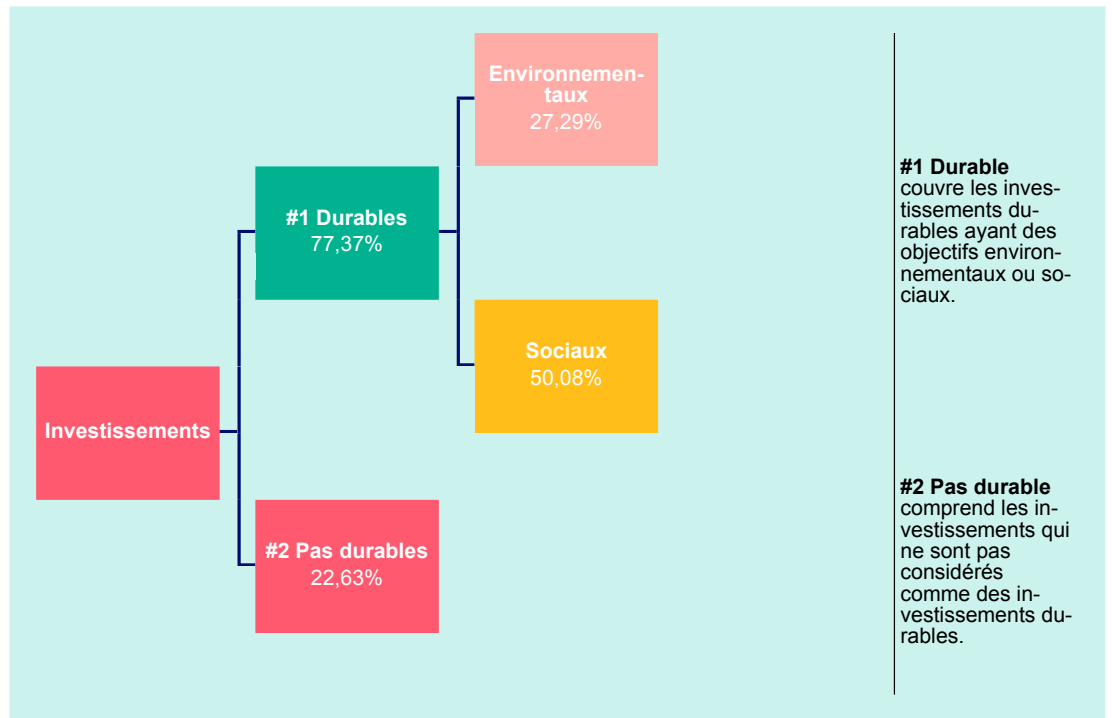 Environnemen-
taux
27,29%
#1 Durables
77,37%
Sociaux
50,08%
Investissements
#2 Pas durables
22,63%
#1 Durable
couvre les inves-
tissements du-
rables ayant des
objectifs environ-
nementaux ou so-
ciaux.
#2 Pas durable
comprend les in-
vestissements qui
ne sont pas
considérés
comme des in-
vestissements du-
rables.